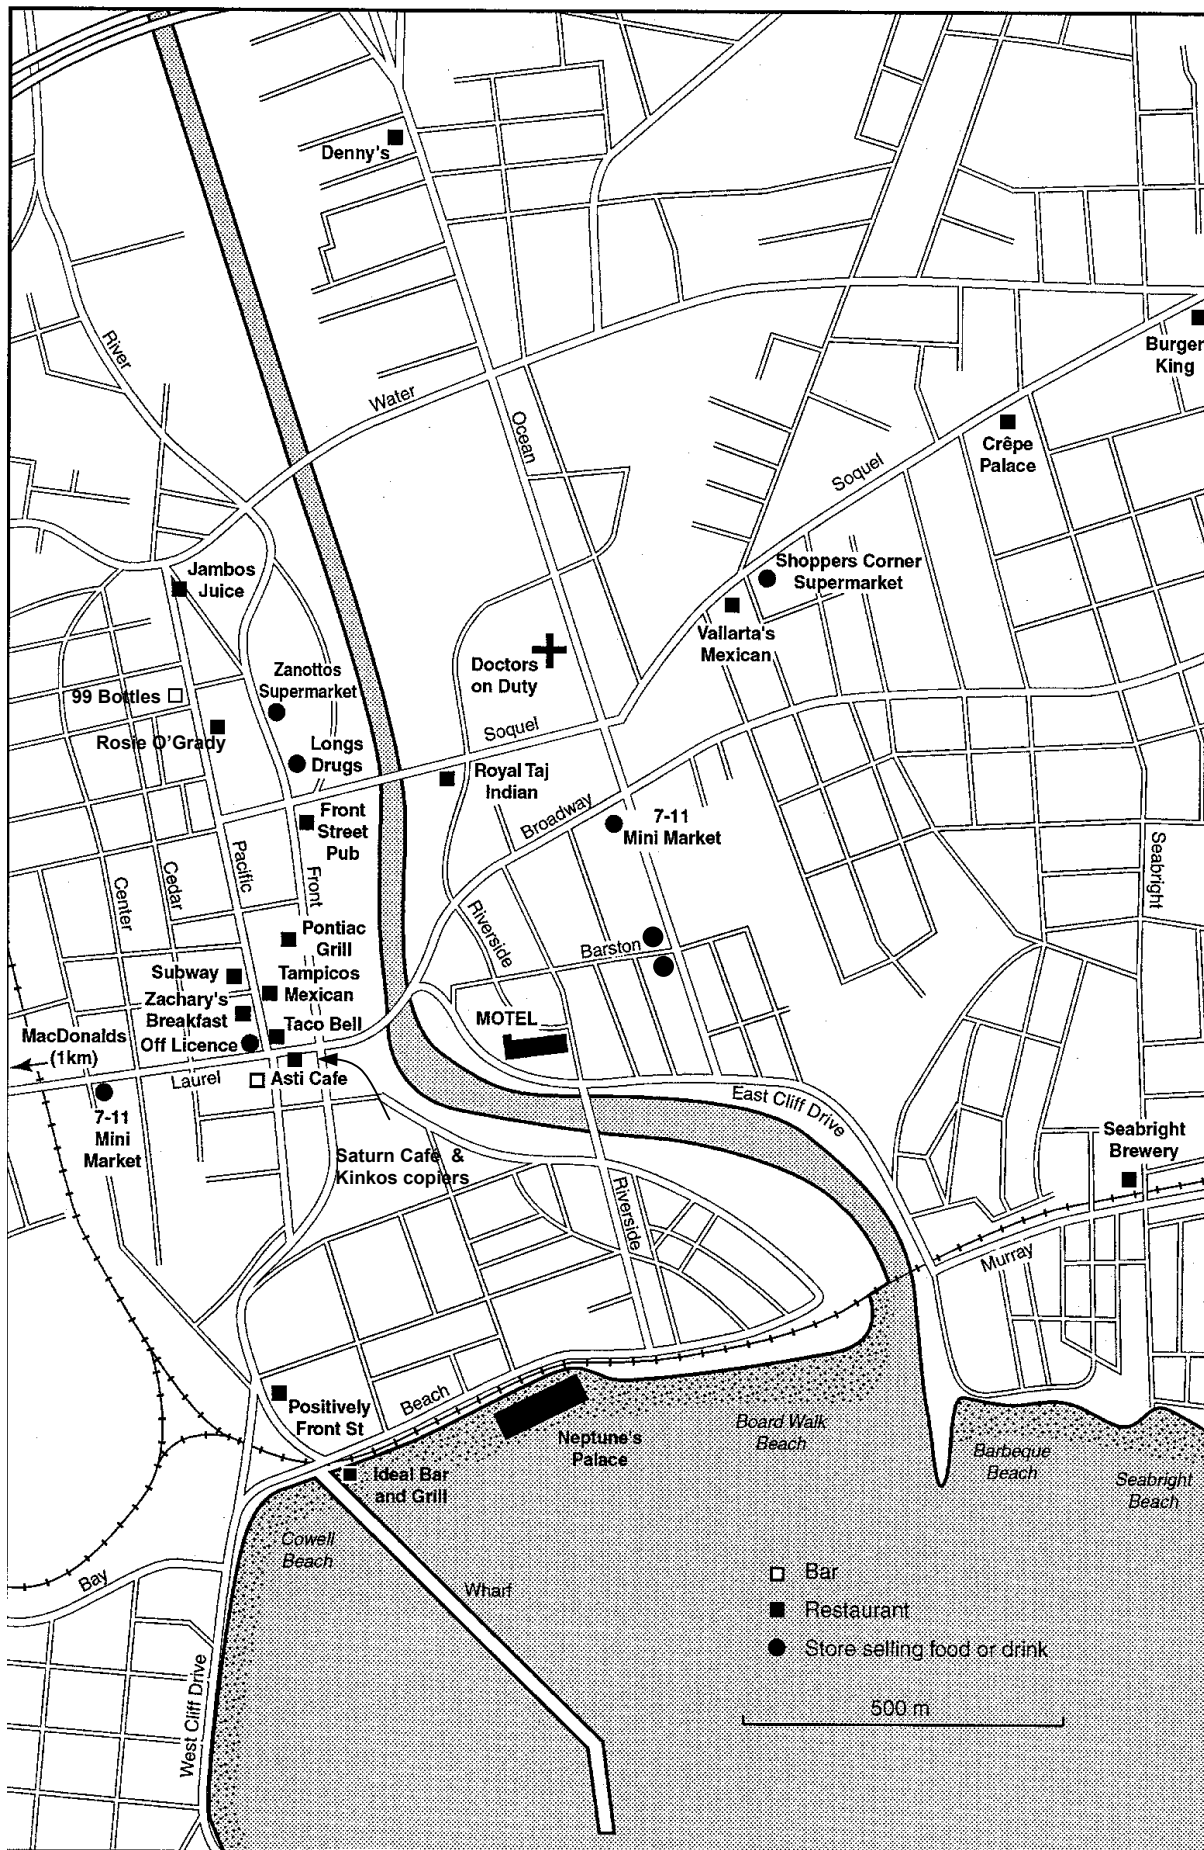 Denny's
River
Water
Ocean
Burger
King
Crêpe
Palace
Soquel
Jambos
Juice
Shoppers Corner
Supermarket
Vallarta's
Mexican
Doctors
on Duty
Zanottos
Supermarket
99 Bottles
Rosie O'Grady
Longs
Drugs
Soquel
Royal Taj
Indian
Front
Street
Pub
Broadway
7-11
Mini Market
Seabright
Center
Cedar
Pacific
Front
Riverside
Pontiac
Grill
Barston
Subway
Tampicos
Mexican
Zachary's
Breakfast
MOTEL
Taco Bell
MacDonalds
(1km)
Off Licence
Laurel
Asti Cafe
East Cliff Drive
7-11
Mini
Market
Seabright
Brewery
Saturn Café &
Kinkos copiers
Riverside
Murray
Beach
Positively
Front St
Neptune's
Palace
Board Walk
Beach
Barbeque
Beach
Seabright
Beach
Ideal Bar
and Grill
Cowell
Beach
Bay
Wharf
West Cliff Drive
Bar
Restaurant
Store selling food or drink
500 m